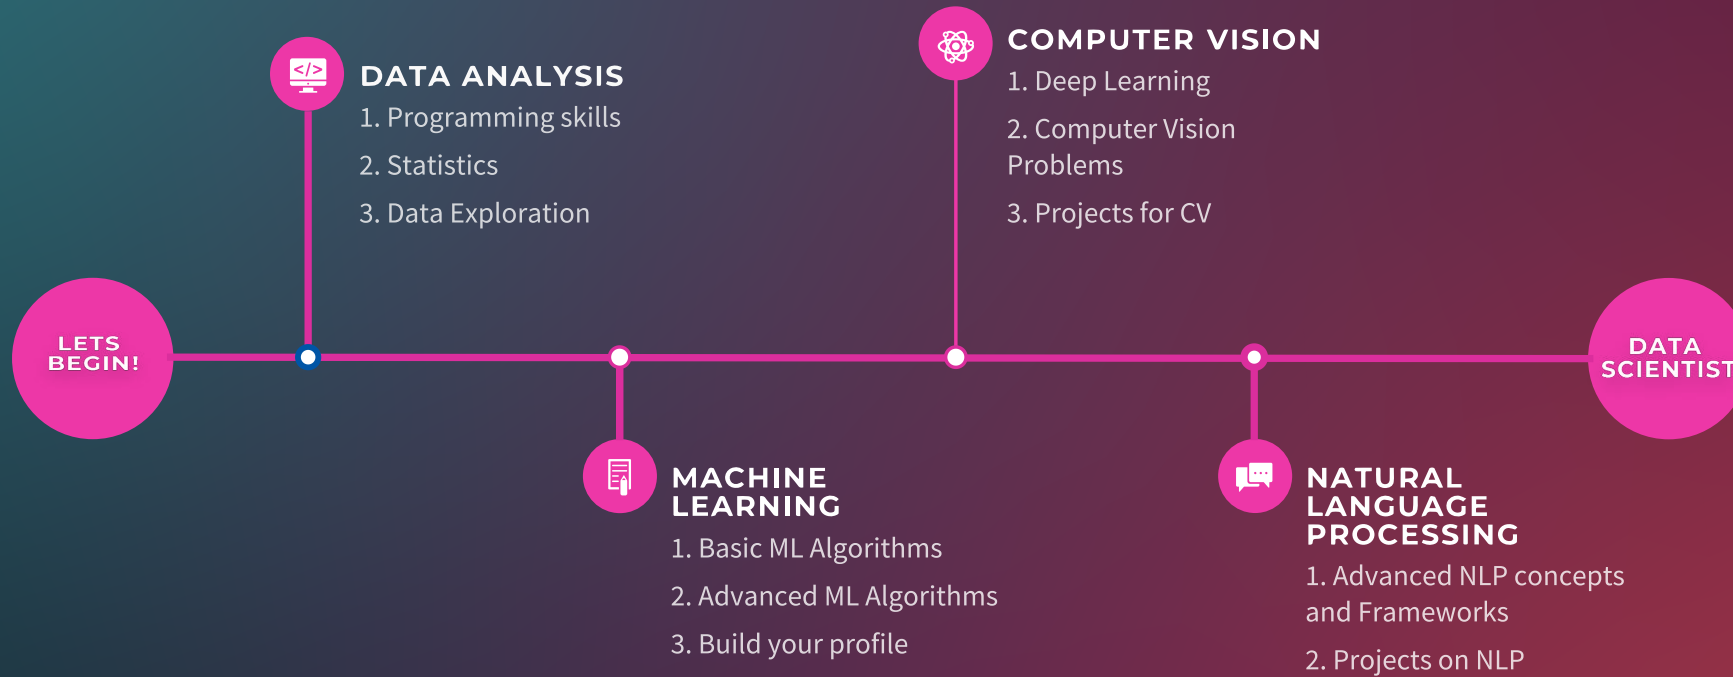 LETS
BEGIN!
</>
DATA ANALYSIS
1. Programming skills
2. Statistics
3. Data Exploration
MACHINE
LEARNING
1. Basic ML Algorithms
2. Advanced ML Algorithms
3. Build your profile
COMPUTER VISION
1. Deep Learning
2. Computer Vision
Problems
3. Projects for CV
NATURAL
LANGUAGE
PROCESSING
1. Advanced NLP concepts
and Frameworks
2. Projects on NLP
DATA
SCIENTIST